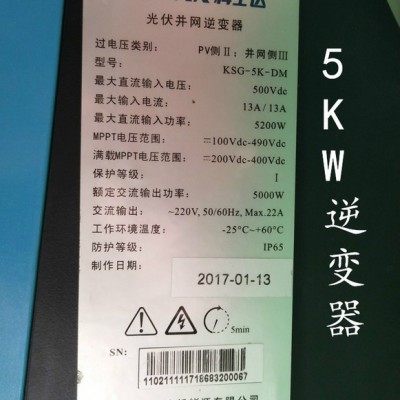 光伏并网逆变器
过电压类别: PV侧Ⅱ; 并网侧Ⅲ
型号: KSG-5K-DM
最大直流输入电压: 500Vdc
最大输入电流: 13A / 13A
最大直流输入功率: 5200W
MPPT电压范围: ⎓100Vdc-490Vdc
满载MPPT电压范围: ⎓200Vdc-400Vdc
保护等级: I
额定交流输出功率: 5000W
交流输出: ~220V, 50/60Hz, Max.22A
工作环境温度: -25°C~+60°C
防护等级: IP65
制作日期: 2017-01-13
5min
SN:
110211111718683200067
5KW逆变器